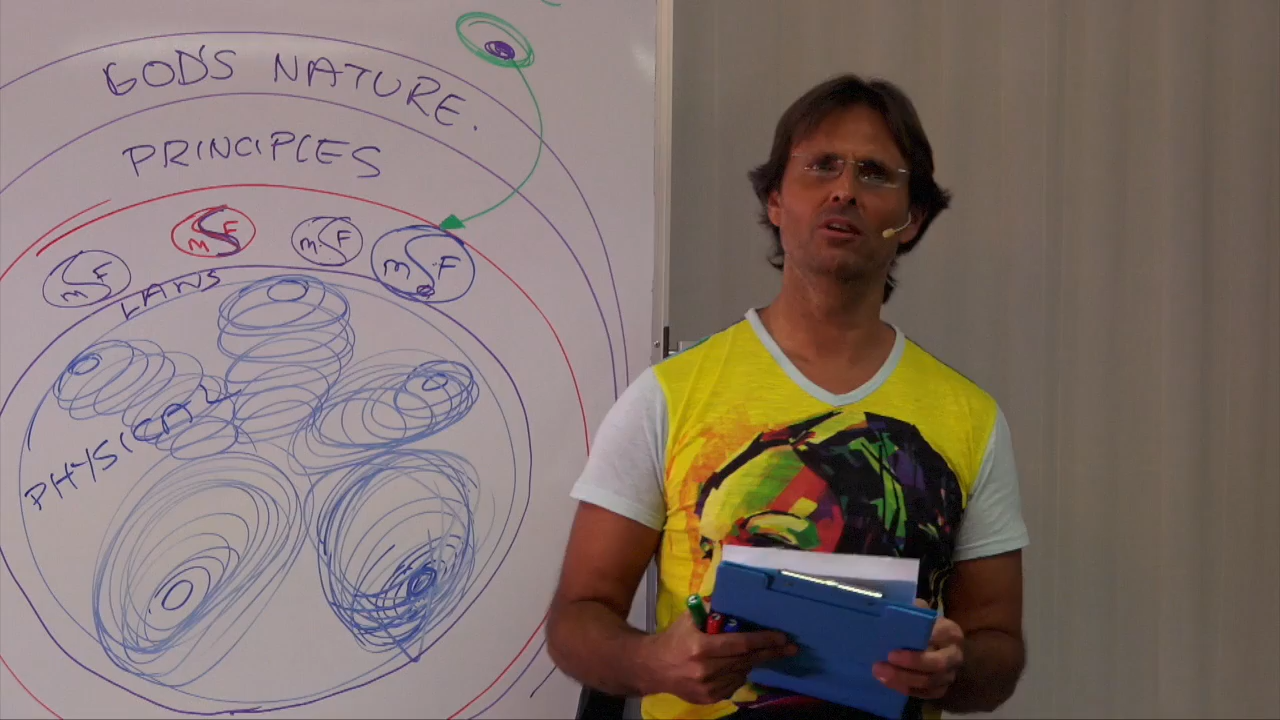 GOD'S NATURE.
PRINCIPLES
m F
m F
m F
m F
LAWS
PHYSICAL